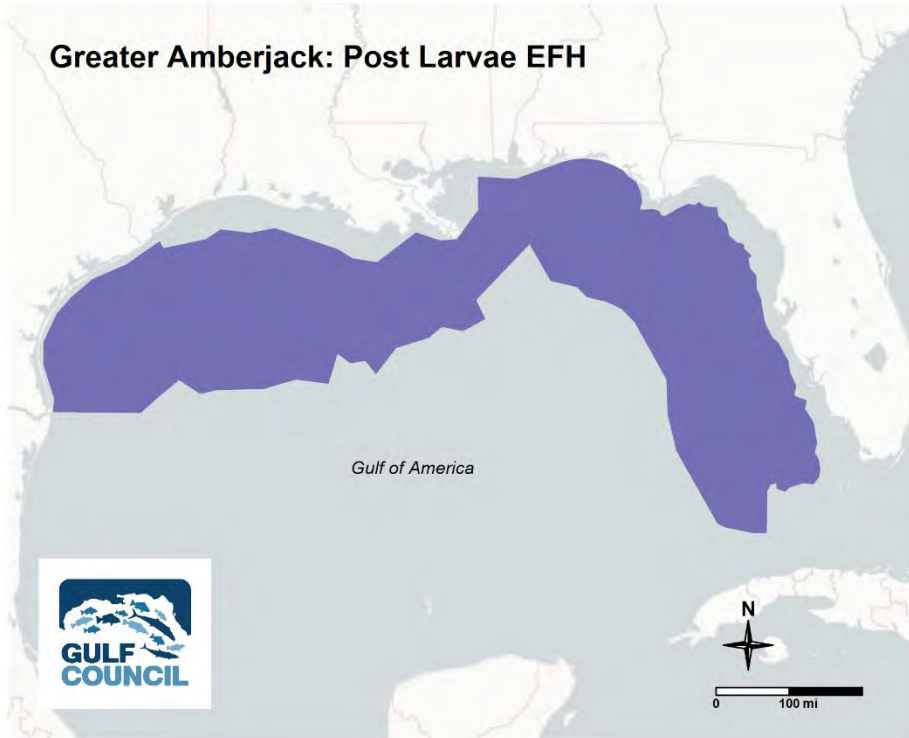 Greater Amberjack: Post Larvae EFH
Gulf of America
GULF
COUNCIL
N
0 100 mi